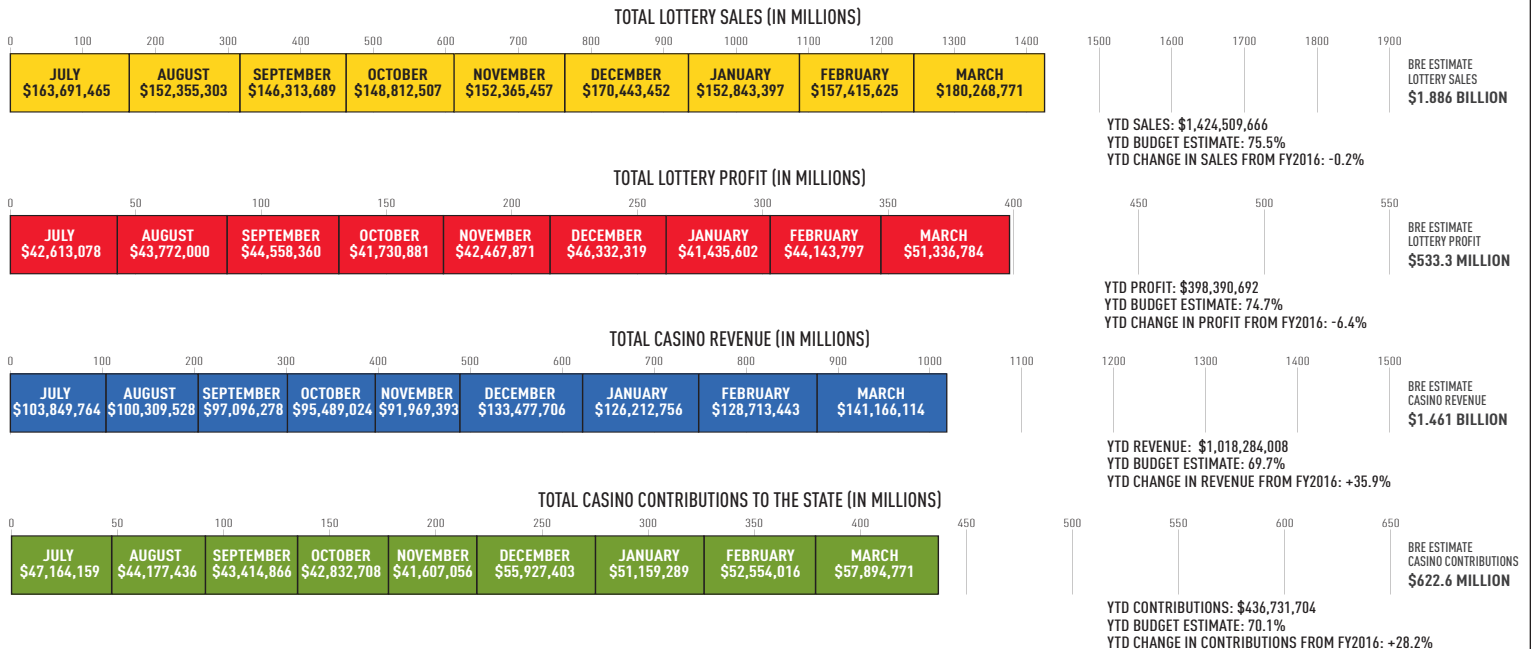 TOTAL LOTTERY SALES (IN MILLIONS)
0 100 200 300 400 500 600 700 800 900 1000 1100 1200 1300 1400 1500 1600 1700 1800 1900
JULY AUGUST SEPTEMBER OCTOBER NOVEMBER DECEMBER JANUARY FEBRUARY MARCH
$163,691,465 $152,355,303 $146,313,689 $148,812,507 $152,365,457 $170,443,452 $152,843,397 $157,415,625 $180,268,771
BRE ESTIMATE
LOTTERY SALES
$1.886 BILLION
YTD SALES: $1,424,509,666
YTD BUDGET ESTIMATE: 75.5%
YTD CHANGE IN SALES FROM FY2016: -0.2%
TOTAL LOTTERY PROFIT (IN MILLIONS)
0 50 100 150 200 250 300 350 400 450 500 550
JULY AUGUST SEPTEMBER OCTOBER NOVEMBER DECEMBER JANUARY FEBRUARY MARCH
$42,613,078 $43,772,000 $44,558,360 $41,730,881 $42,467,871 $46,332,319 $41,435,602 $44,143,797 $51,336,784
BRE ESTIMATE
LOTTERY PROFIT
$533.3 MILLION
YTD PROFIT: $398,390,692
YTD BUDGET ESTIMATE: 74.7%
YTD CHANGE IN PROFIT FROM FY2016: -6.4%
TOTAL CASINO REVENUE (IN MILLIONS)
0 100 200 300 400 500 600 700 800 900 1000 1100 1200 1300 1400 1500
JULY AUGUST SEPTEMBER OCTOBER NOVEMBER DECEMBER JANUARY FEBRUARY MARCH
$103,849,764 $100,309,528 $97,096,278 $95,489,024 $91,969,393 $133,477,706 $126,212,756 $128,713,443 $141,166,114
BRE ESTIMATE
CASINO REVENUE
$1.461 BILLION
YTD REVENUE: $1,018,284,008
YTD BUDGET ESTIMATE: 69.7%
YTD CHANGE IN REVENUE FROM FY2016: +35.9%
TOTAL CASINO CONTRIBUTIONS TO THE STATE (IN MILLIONS)
0 50 100 150 200 250 300 350 400 450 500 550 600 650
JULY AUGUST SEPTEMBER OCTOBER NOVEMBER DECEMBER JANUARY FEBRUARY MARCH
$47,164,159 $44,177,436 $43,414,866 $42,832,708 $41,607,056 $55,927,403 $51,159,289 $52,554,016 $57,894,771
BRE ESTIMATE
CASINO CONTRIBUTIONS
$622.6 MILLION
YTD CONTRIBUTIONS: $436,731,704
YTD BUDGET ESTIMATE: 70.1%
YTD CHANGE IN CONTRIBUTIONS FROM FY2016: +28.2%